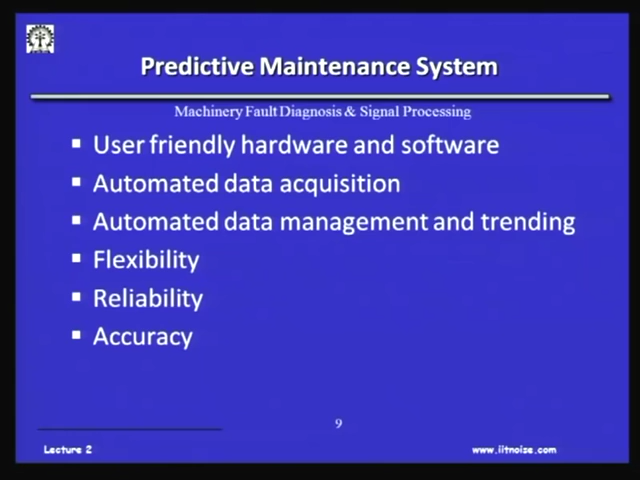 Predictive Maintenance System
Machinery Fault Diagnosis & Signal Processing
▪ User friendly hardware and software
▪ Automated data acquisition
▪ Automated data management and trending
▪ Flexibility
▪ Reliability
▪ Accuracy
9
Lecture 2
www.iitnoise.com